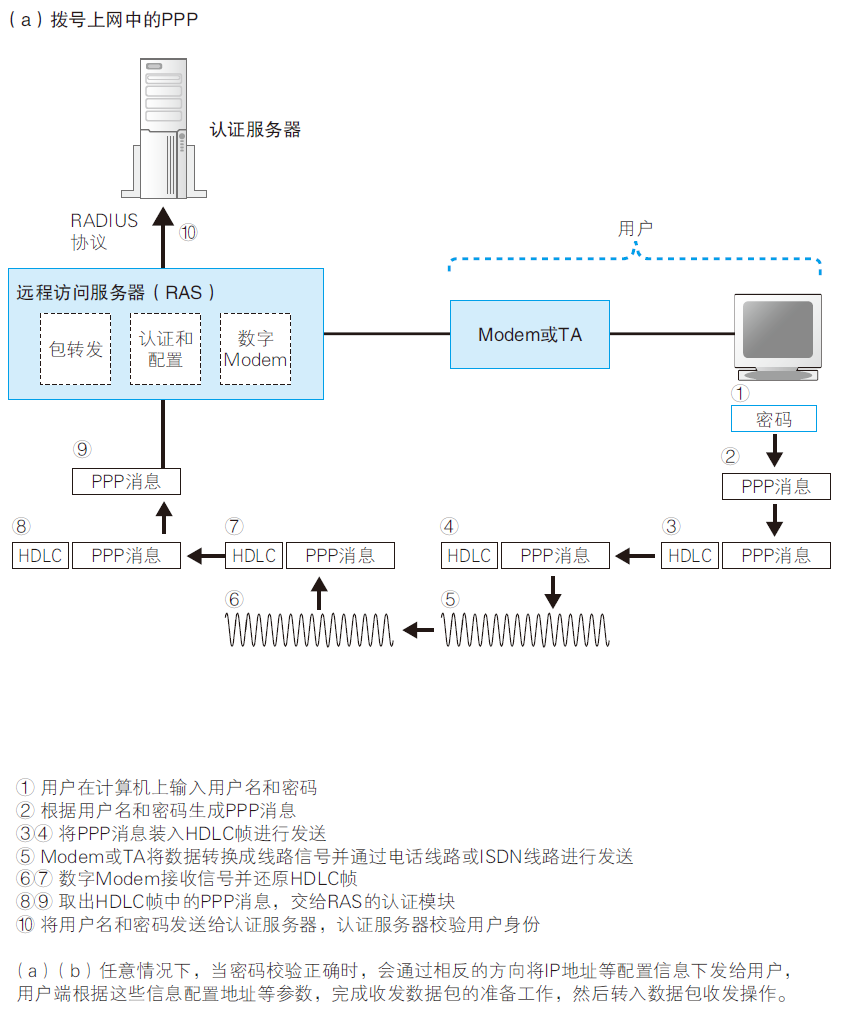 （a）拨号上网中的PPP
认证服务器
RADIUS
协议
⑩
用户
远程访问服务器（RAS）
包转发
认证和
配置
数字
Modem
Modem或TA
①
密码
⑨
PPP消息
②
PPP消息
⑧
HDLC PPP消息
⑦
HDLC PPP消息
④
HDLC PPP消息
③
HDLC PPP消息
⑥
⑤
① 用户在计算机上输入用户名和密码
② 根据用户名和密码生成PPP消息
③④ 将PPP消息装入HDLC帧进行发送
⑤ Modem或TA将数据转换成线路信号并通过电话线路或ISDN线路进行发送
⑥⑦ 数字Modem接收信号并还原HDLC帧
⑧⑨ 取出HDLC帧中的PPP消息，交给RAS的认证模块
⑩ 将用户名和密码发送给认证服务器，认证服务器校验用户身份
（a）（b）任意情况下，当密码校验正确时，会通过相反的方向将IP地址等配置信息下发给用户，
用户端根据这些信息配置地址等参数，完成收发数据包的准备工作，然后转入数据包收发操作。